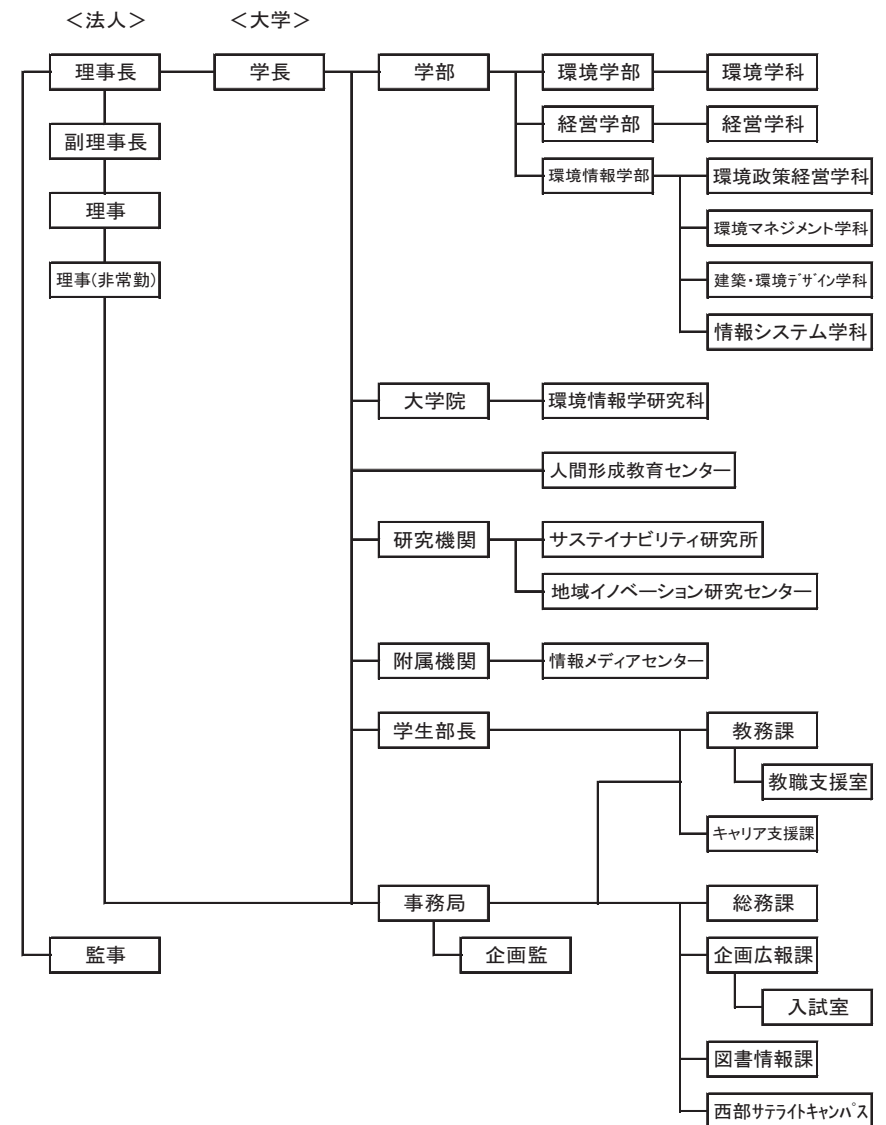 ＜法人＞ ＜大学＞
理事長 学長 学部 環境学部 環境学科
副理事長 経営学部 経営学科
環境情報学部 環境政策経営学科
理事 環境マネジメント学科
理事(非常勤) 建築・環境ﾃﾞｻﾞｲﾝ学科
情報システム学科
大学院 環境情報学研究科
人間形成教育センター
研究機関 サステイナビリティ研究所
地域イノベーション研究センター
附属機関 情報メディアセンター
学生部長 教務課
教職支援室
キャリア支援課
事務局 総務課
監事 企画監 企画広報課
入試室
図書情報課
西部ｻﾃﾗｲﾄｷｬﾝﾊﾟｽ